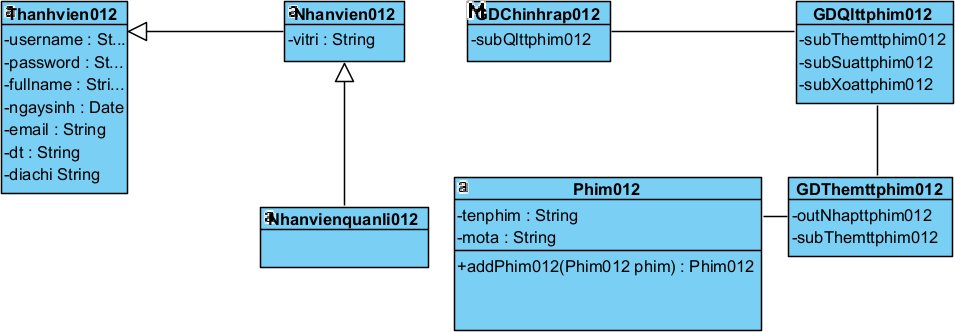 a
Thanhvien012
-username : St...
-password : St...
-fullname : Stri...
-ngaysinh : Date
-email : String
-dt : String
-diachi String
a
Nhanvien012
-vitri : String
a
Nhanvienquanli012
M
GDChinhrap012
-subQlttphim012
GDQlttphim012
-subThemttphim012
-subSuattphim012
-subXoattphim012
a
Phim012
-tenphim : String
-mota : String
+addPhim012(Phim012 phim) : Phim012
GDThemttphim012
-outNhapttphim012
-subThemttphim012